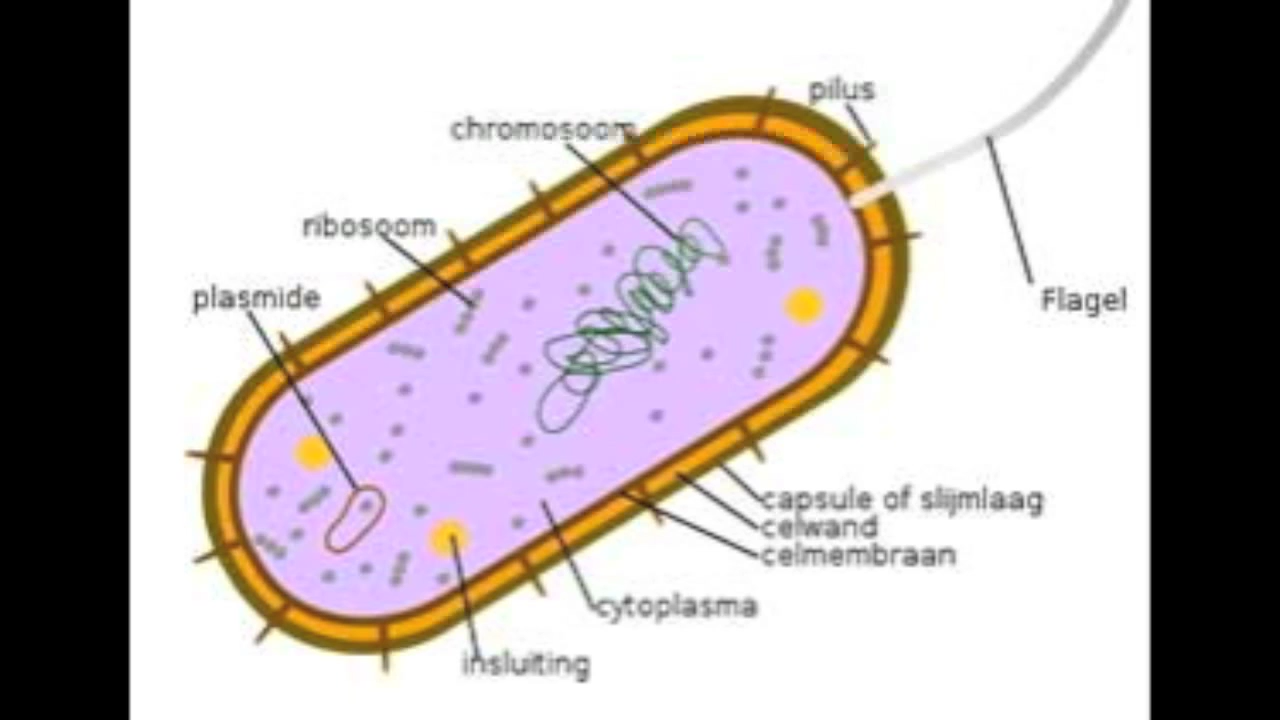 pilus
chromosoom
ribosoom
plasmide
Flagel
capsule of slijmlaag
celwand
celmembraan
cytoplasma
insluiting